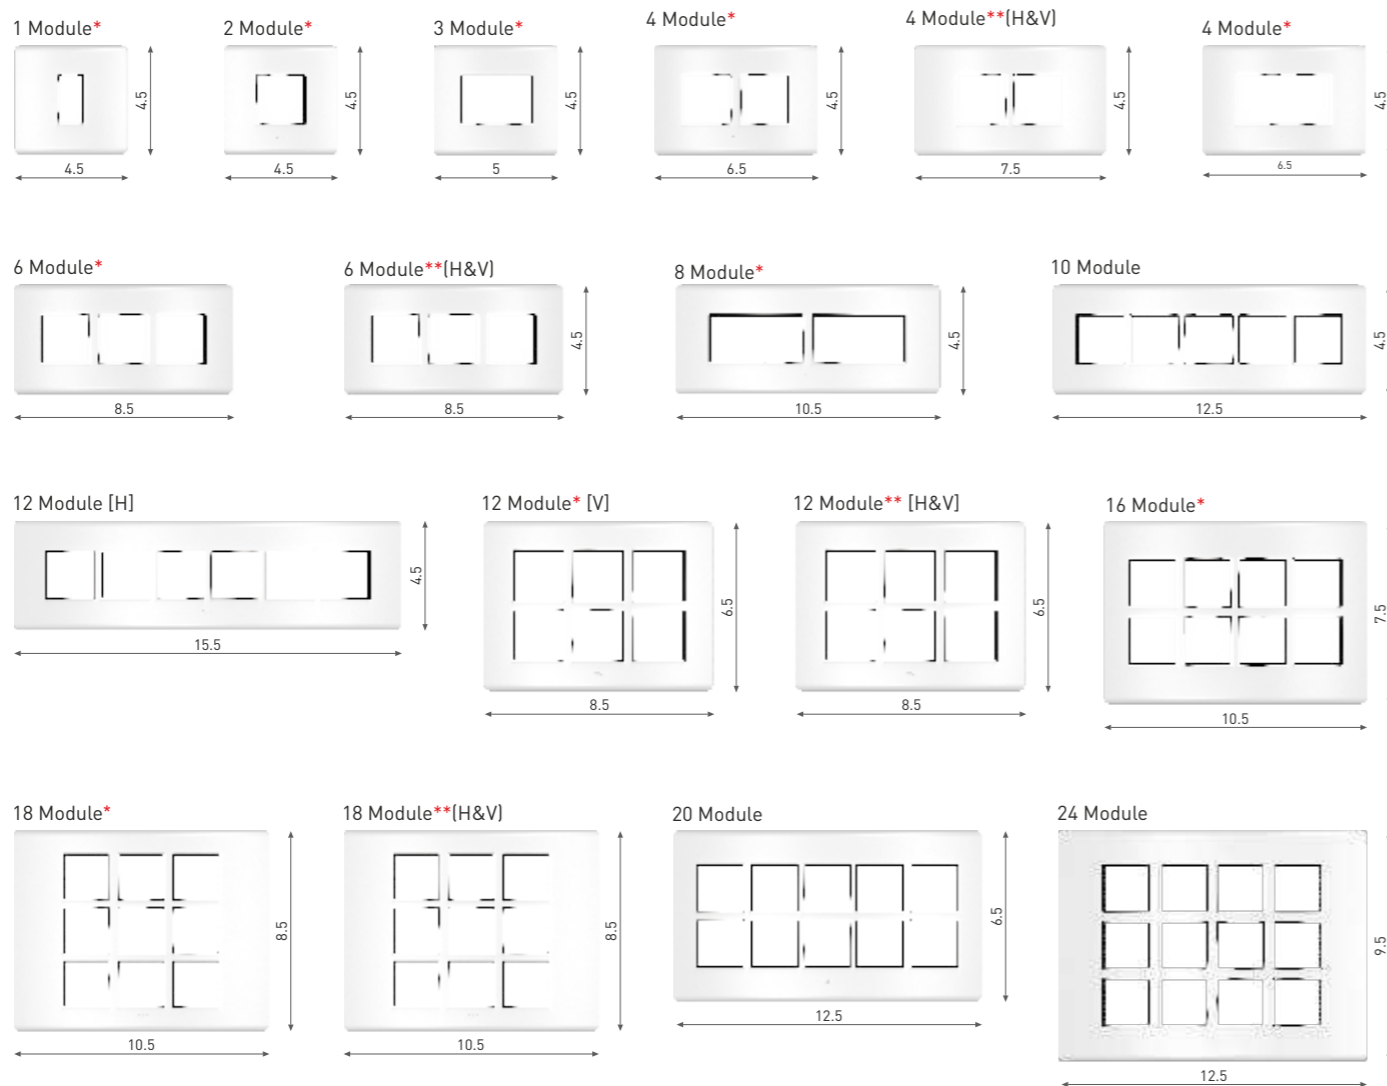 1 Module*
2 Module*
3 Module*
4 Module*
4 Module**(H&V)
4 Module*
4.5
4.5
4.5
4.5
4.5
4.5
4.5
4.5
5
6.5
7.5
6.5
6 Module*
6 Module**(H&V)
8 Module*
10 Module
4.5
4.5
4.5
8.5
8.5
10.5
12.5
12 Module [H]
12 Module* [V]
12 Module** [H&V]
16 Module*
4.5
6.5
6.5
7.5
15.5
8.5
8.5
10.5
18 Module*
18 Module**(H&V)
20 Module
24 Module
8.5
8.5
6.5
9.5
10.5
10.5
12.5
12.5